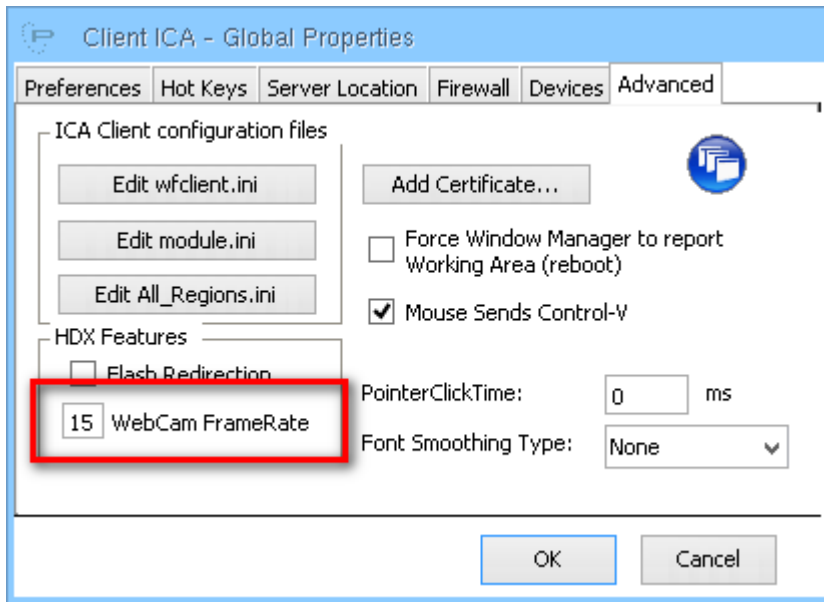 Client ICA - Global Properties
Preferences Hot Keys Server Location Firewall Devices Advanced
ICA Client configuration files
Edit wfclient.ini
Add Certificate...
Edit module.ini
Force Window Manager to report
Working Area (reboot)
Edit All_Regions.ini
Mouse Sends Control-V
HDX Features
Flash Redirection
PointerClickTime: 0 ms
15 WebCam FrameRate
Font Smoothing Type: None
OK Cancel